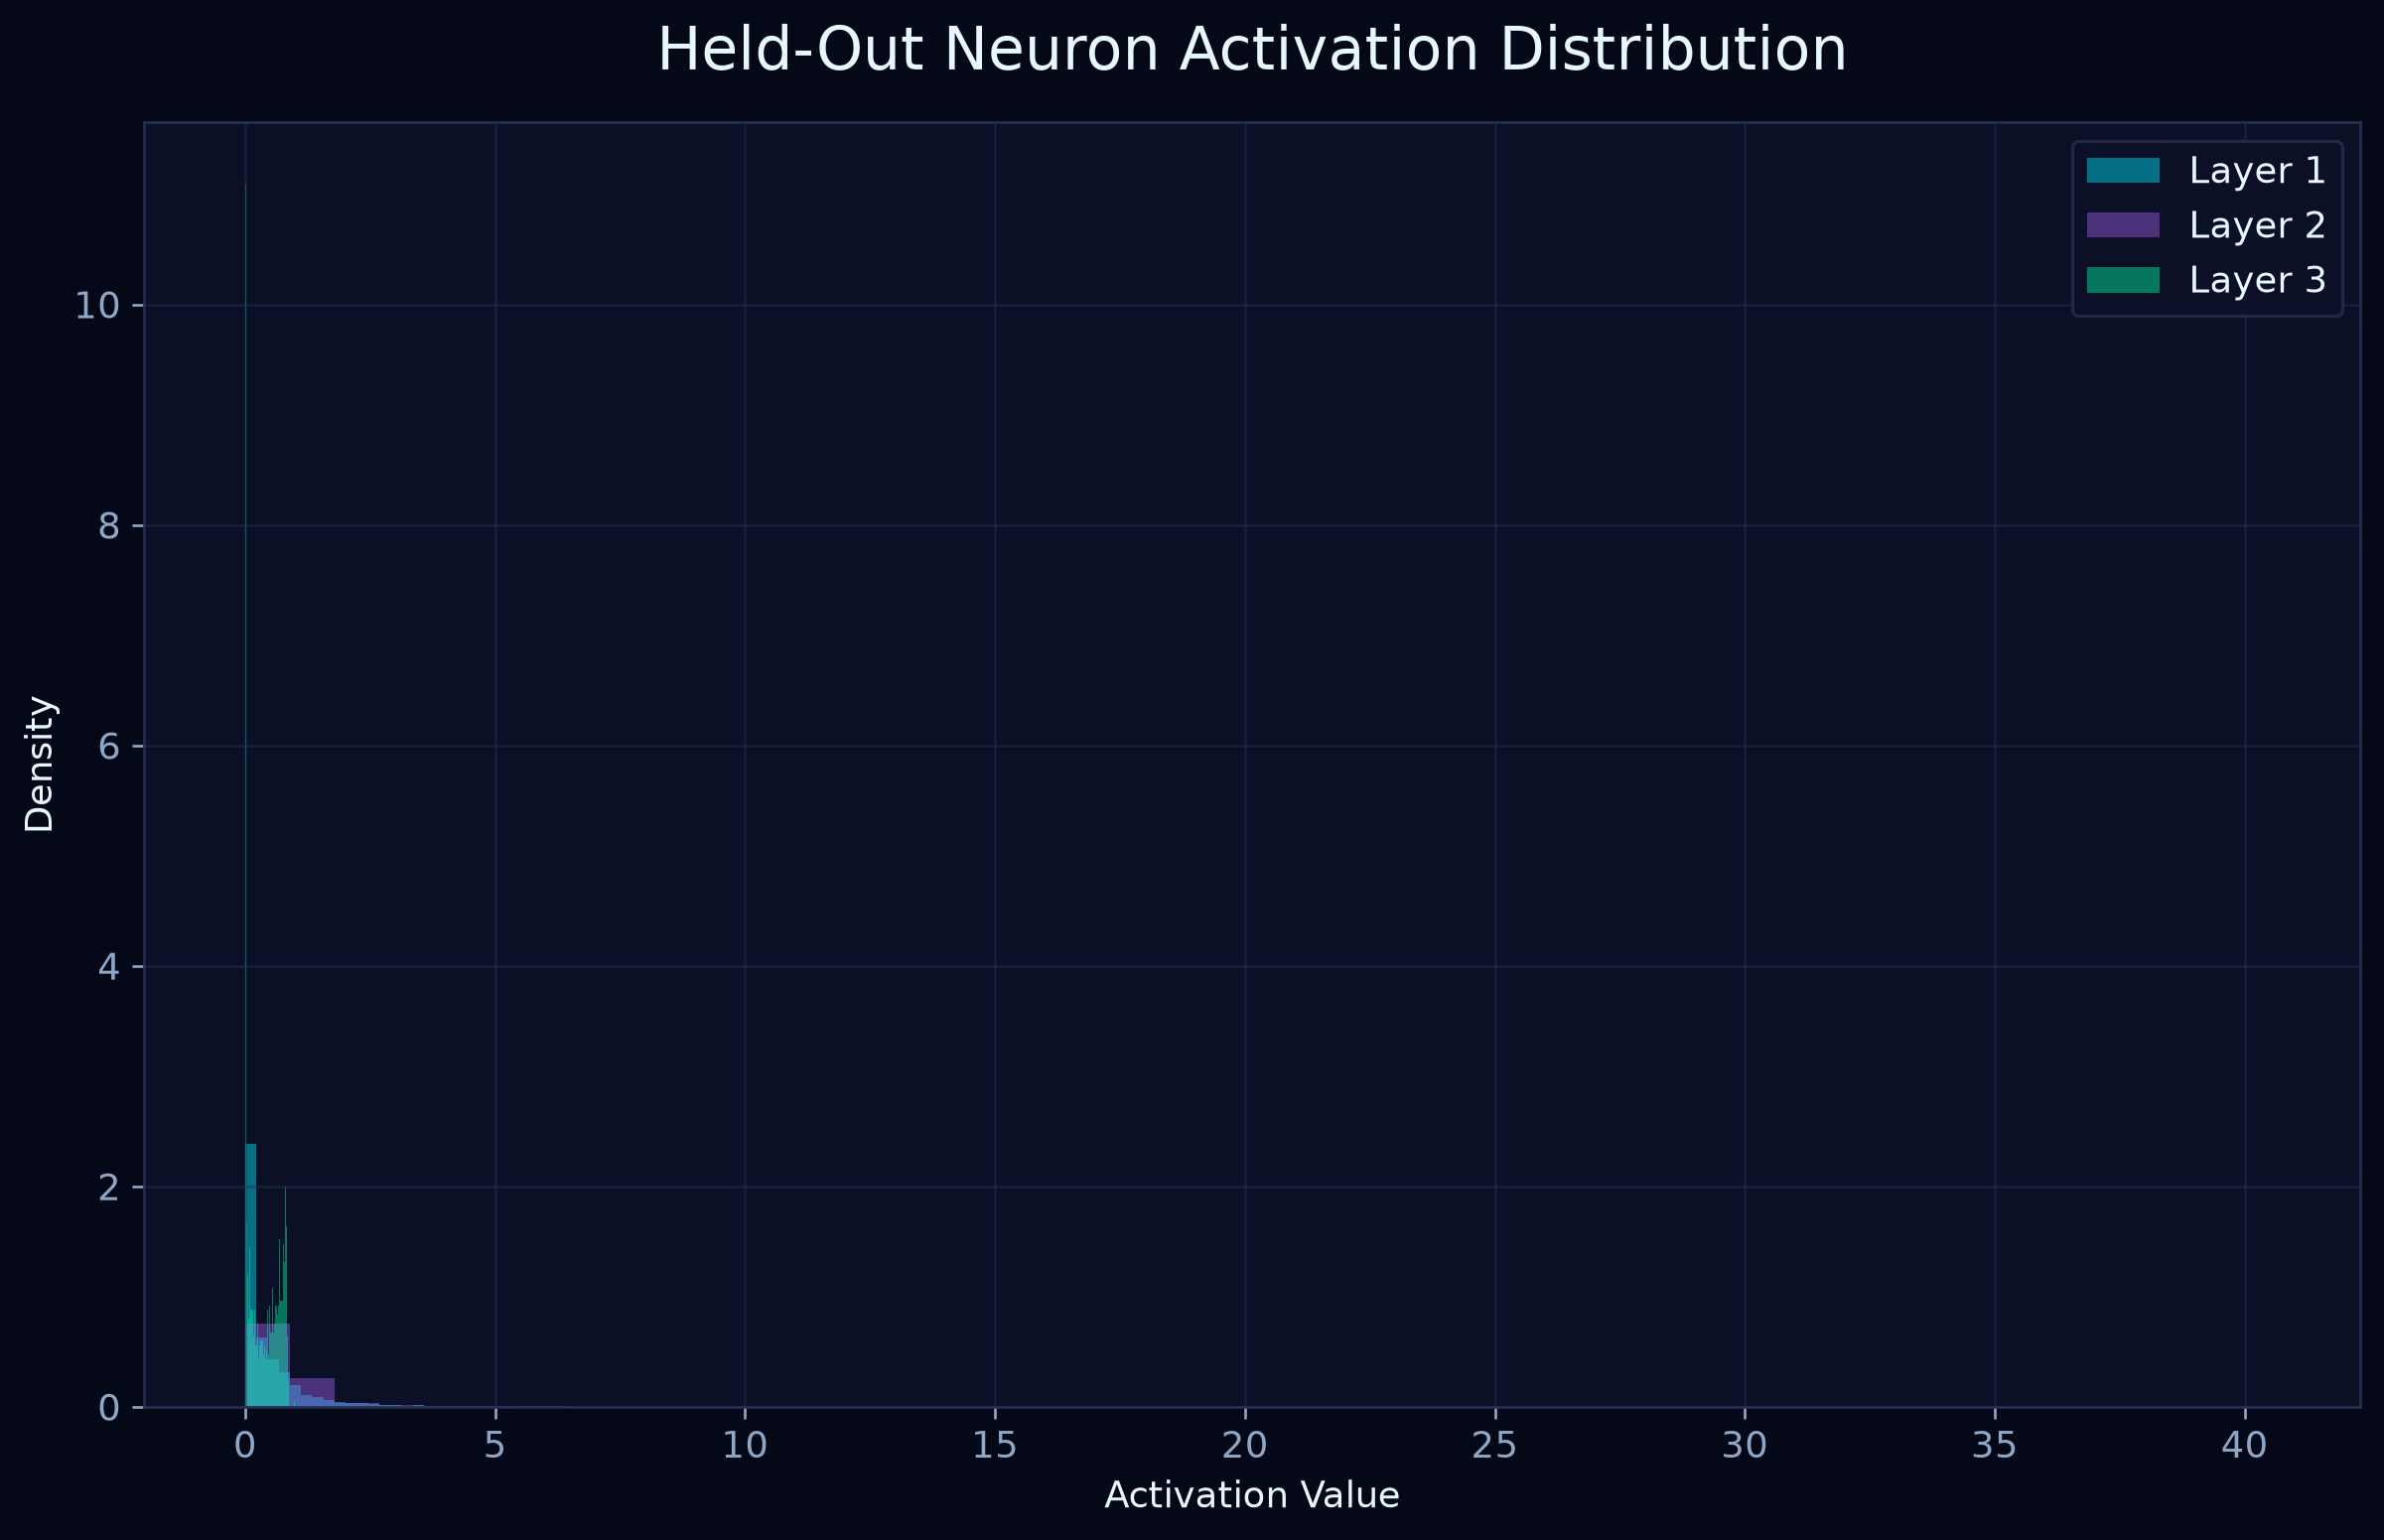 Held-Out Neuron Activation Distribution
Layer 1
Layer 2
Layer 3
10
8
6
4
2
0
Density
0 5 10 15 20 25 30 35 40
Activation Value